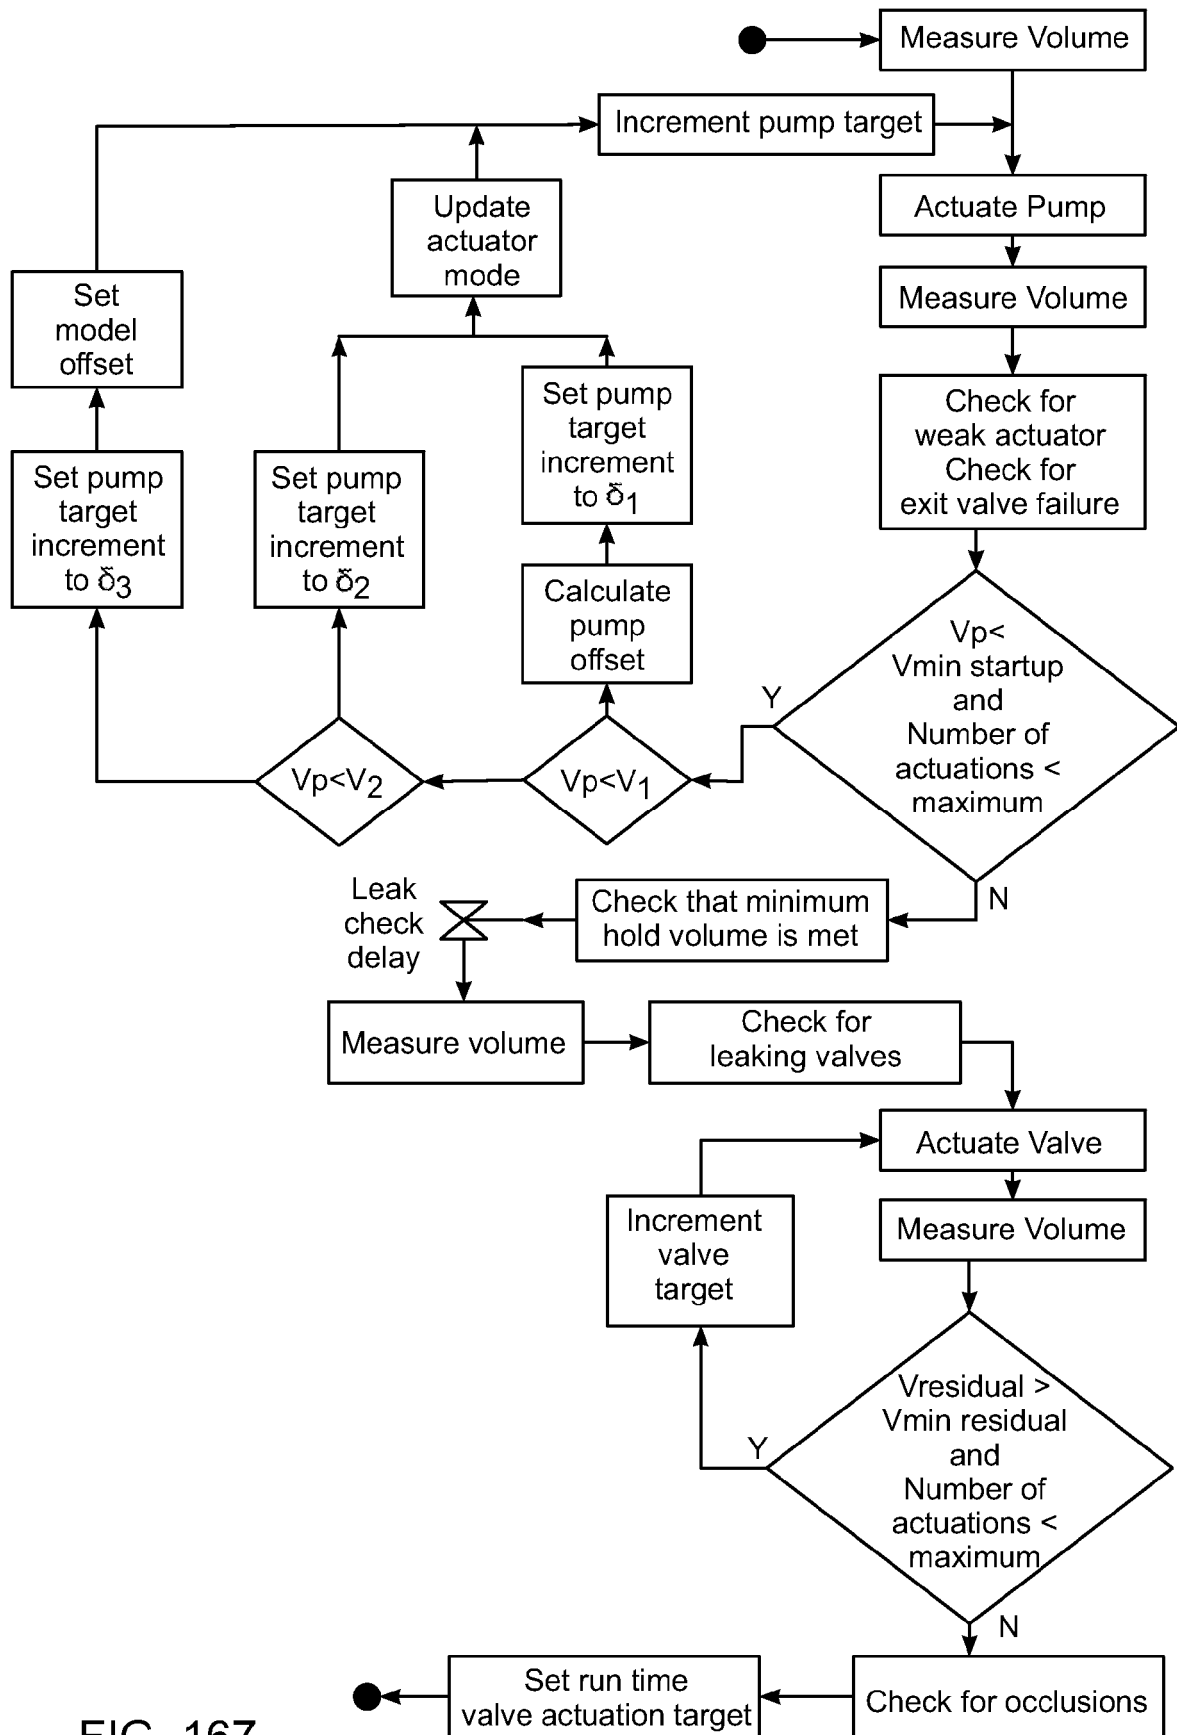 Measure Volume
Increment pump target
Actuate Pump
Measure Volume
Check for
weak actuator
Check for
exit valve failure
Vp<
Vmin startup
and
Number of
actuations <
maximum
Y
N
Update
actuator
mode
Set
model
offset
Set pump
target
increment
to δ3
Set pump
target
increment
to δ2
Set pump
target
increment
to δ1
Calculate
pump
offset
Vp<V2
Vp<V1
Leak
check
delay
Check that minimum
hold volume is met
Measure volume
Check for
leaking valves
Actuate Valve
Measure Volume
Increment
valve
target
Vresidual >
Vmin residual
and
Number of
actuations <
maximum
Y
N
Check for occlusions
Set run time
valve actuation target
FIG. 167